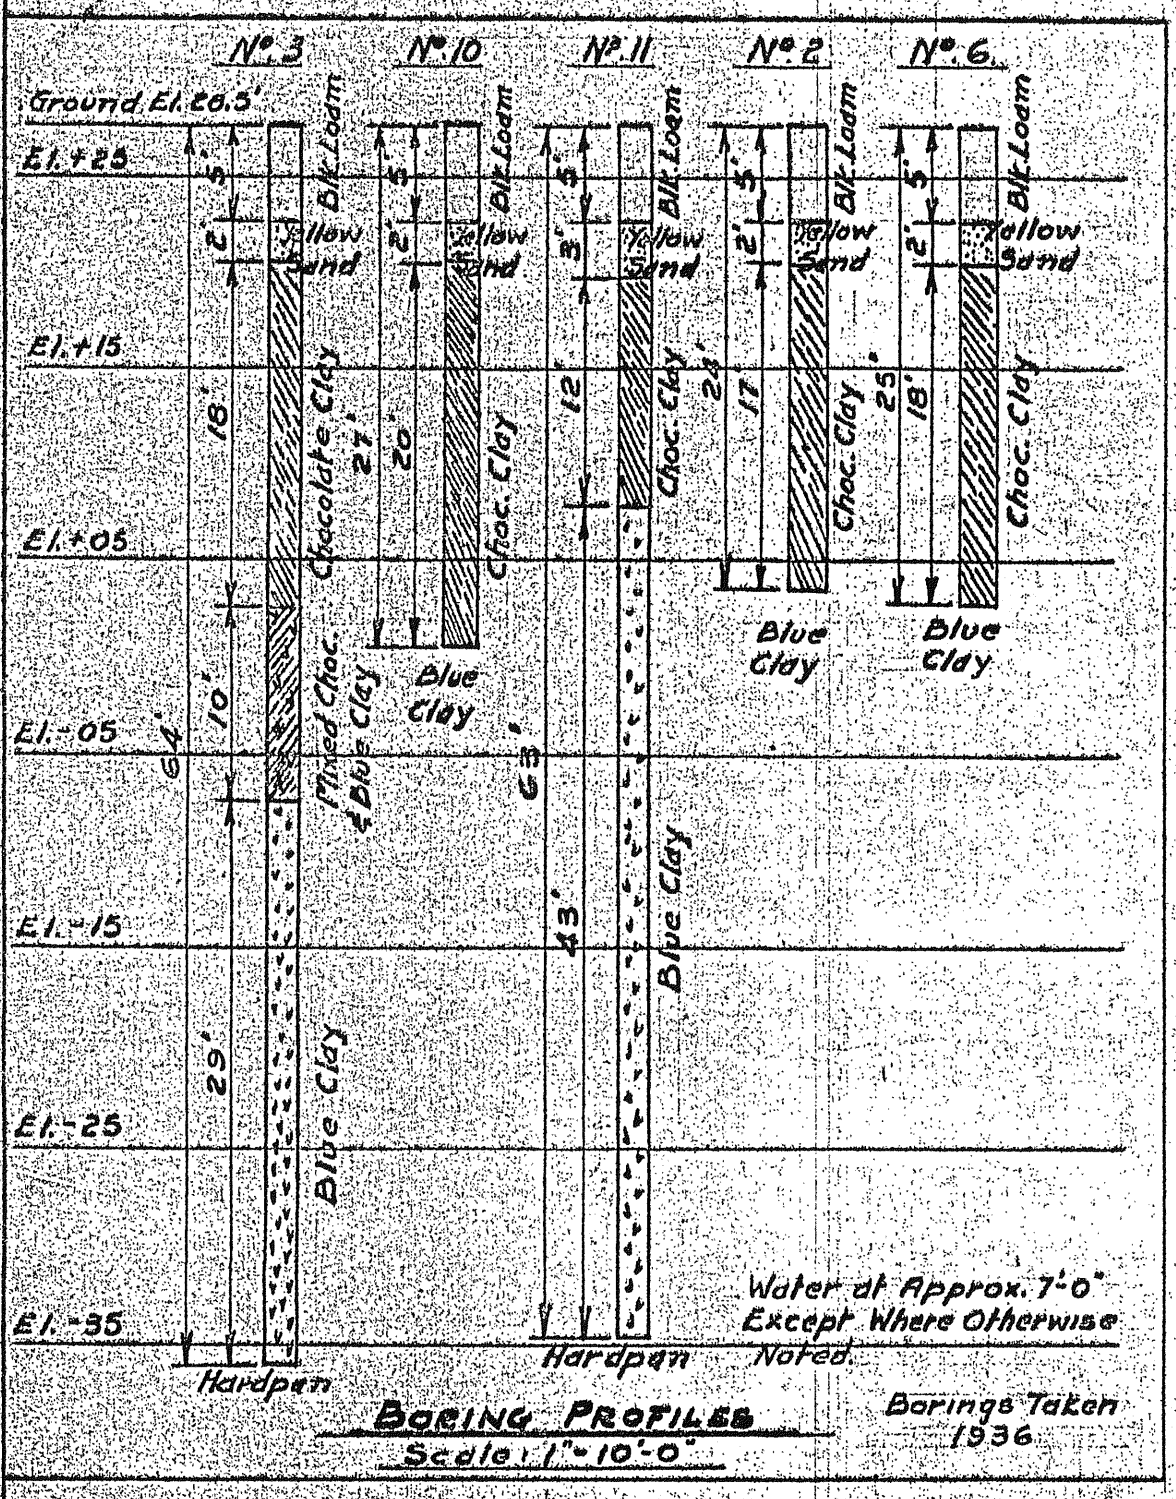 Nº.3
Nº.10
Nº.11
Nº.2
Nº.6
Ground El. 28.5'
El.+25
El.+15
El.+05
El.-05
El.-15
El.-25
El.-35
64'
5'
2'
18'
10'
29'
Blk.Loam
Yellow
Sand
Chocolate Clay
Mixed Choc.
& Blue Clay
Blue Clay
Hardpan
27'
5'
2'
20'
Blk.Loam
Yellow
Sand
Choc. Clay
Blue
Clay
63'
5'
3'
12'
43'
Blk.Loam
Yellow
Sand
Choc. Clay
Blue Clay
Hardpan
24'
5'
2'
17'
Blk.Loam
Yellow
Sand
Choc. Clay
Blue
Clay
25'
5'
2'
18'
Blk.Loam
Yellow
Sand
Choc. Clay
Blue
Clay
Water at Approx. 7'-0"
Except Where Otherwise
Noted.
BORING PROFILES
Scale: 1"=10'-0"
Borings Taken
1936